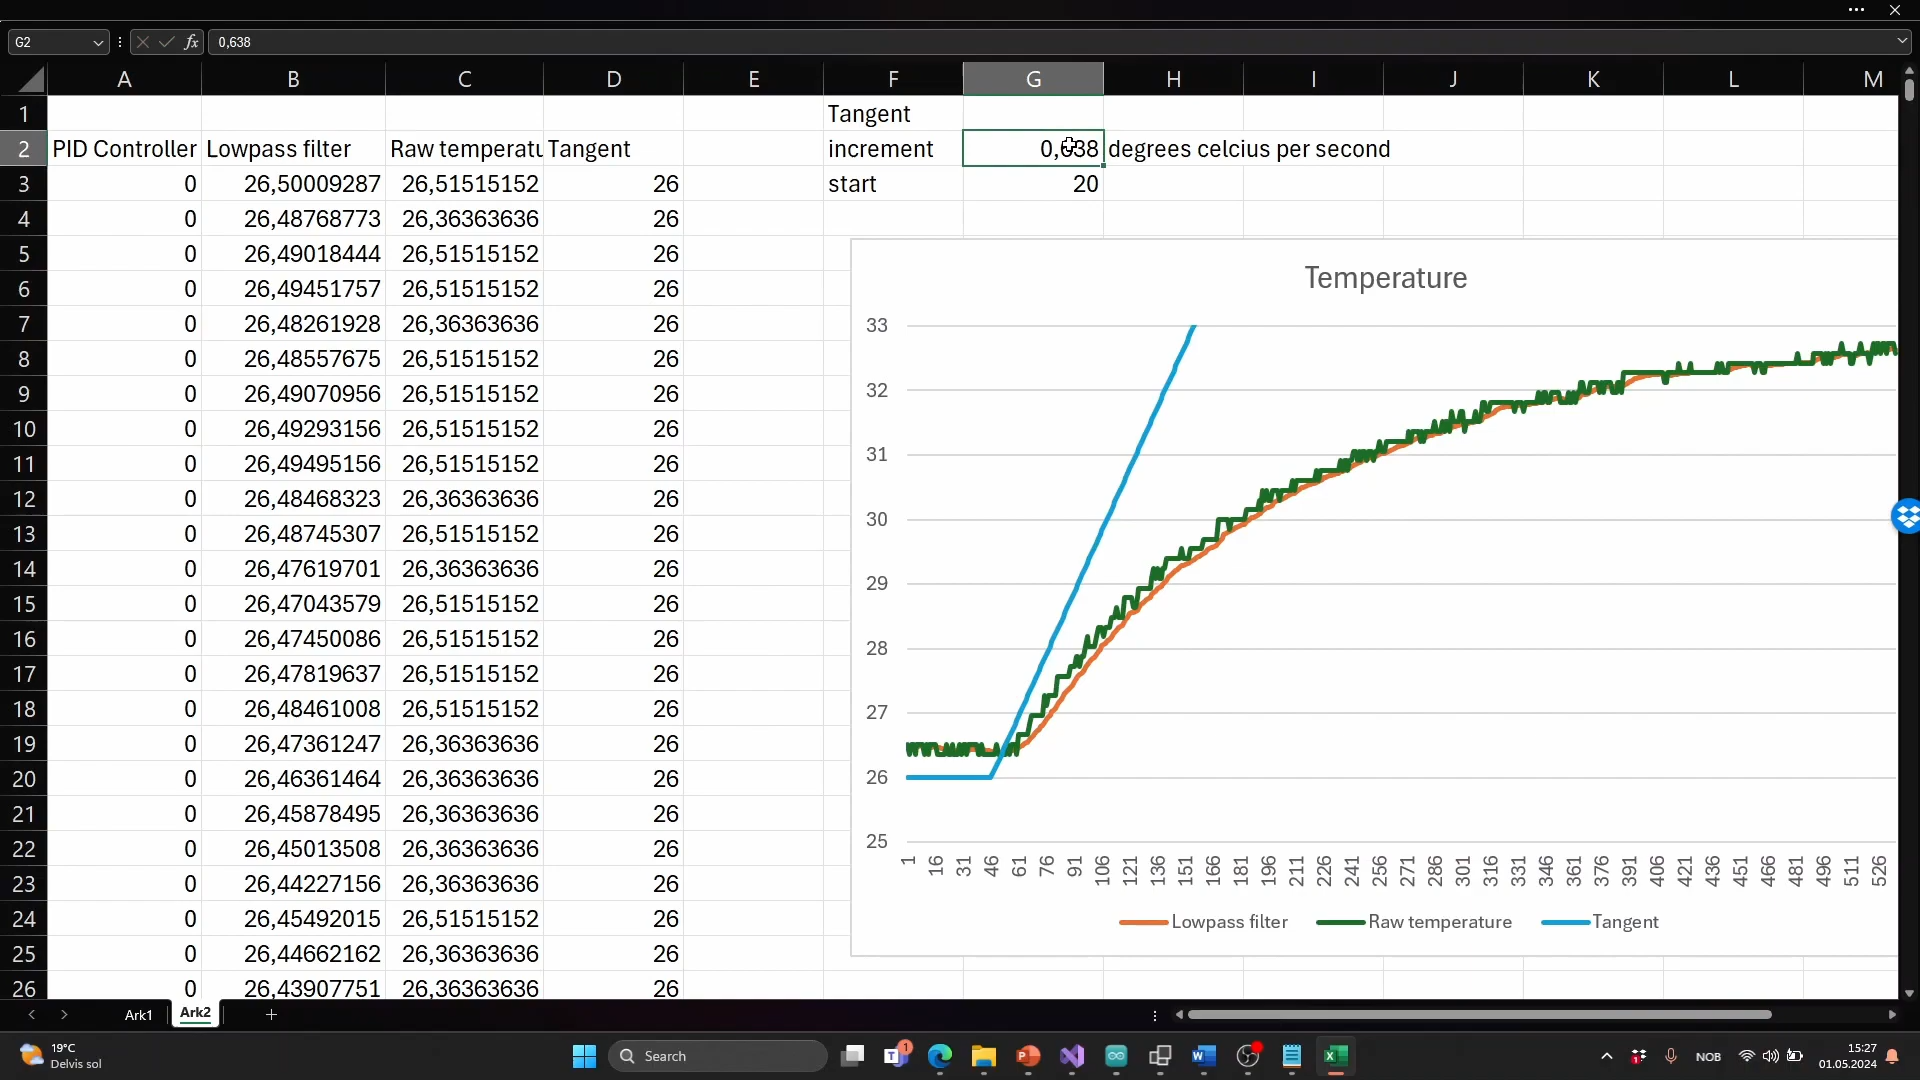 G2 fx 0,638
A B C D E F G H I J K L M
1 Tangent
2 PID Controller Lowpass filter Raw temperatu Tangent increment 0,638 degrees celcius per second
3 0 26,50009287 26,51515152 26 start 20
4 0 26,48768773 26,36363636 26
5 0 26,49018444 26,51515152 26
6 0 26,49451757 26,51515152 26
7 0 26,48261928 26,36363636 26
8 0 26,48557675 26,51515152 26
9 0 26,49070956 26,51515152 26
10 0 26,49293156 26,51515152 26
11 0 26,49495156 26,51515152 26
12 0 26,48468323 26,36363636 26
13 0 26,48745307 26,51515152 26
14 0 26,47619701 26,36363636 26
15 0 26,47043579 26,51515152 26
16 0 26,47450086 26,51515152 26
17 0 26,47819637 26,51515152 26
18 0 26,48461008 26,51515152 26
19 0 26,47361247 26,36363636 26
20 0 26,46361464 26,36363636 26
21 0 26,45878495 26,36363636 26
22 0 26,45013508 26,36363636 26
23 0 26,44227156 26,36363636 26
24 0 26,45492015 26,51515152 26
25 0 26,44662162 26,36363636 26
26 0 26,43907751 26,36363636 26
Temperature
33
32
31
30
29
28
27
26
25
1 16 31 46 61 76 91 106 121 136 151 166 181 196 211 226 241 256 271 286 301 316 331 346 361 376 391 406 421 436 451 466 481 496 511 526
Lowpass filter Raw temperature Tangent
Ark1 Ark2
19°C
Delvis sol
Search
1
1
NOB
15:27
01.05.2024